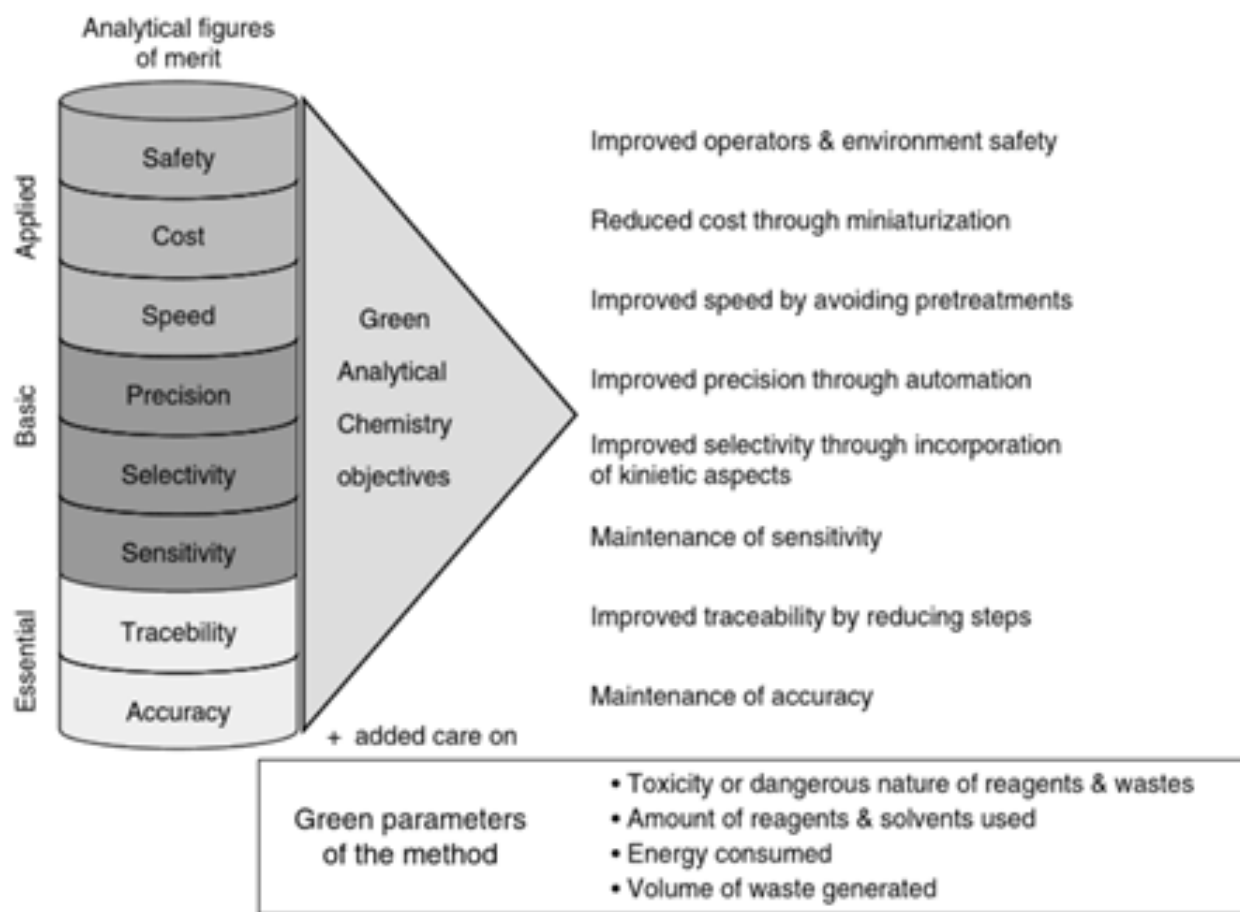 Analytical figures
of merit
Applied
Basic
Essential
Safety
Cost
Speed
Precision
Selectivity
Sensitivity
Tracebility
Accuracy
Green
Analytical
Chemistry
objectives
Improved operators & environment safety
Reduced cost through miniaturization
Improved speed by avoiding pretreatments
Improved precision through automation
Improved selectivity through incorporation
of kinietic aspects
Maintenance of sensitivity
Improved traceability by reducing steps
Maintenance of accuracy
+ added care on
Green parameters
of the method
• Toxicity or dangerous nature of reagents & wastes
• Amount of reagents & solvents used
• Energy consumed
• Volume of waste generated